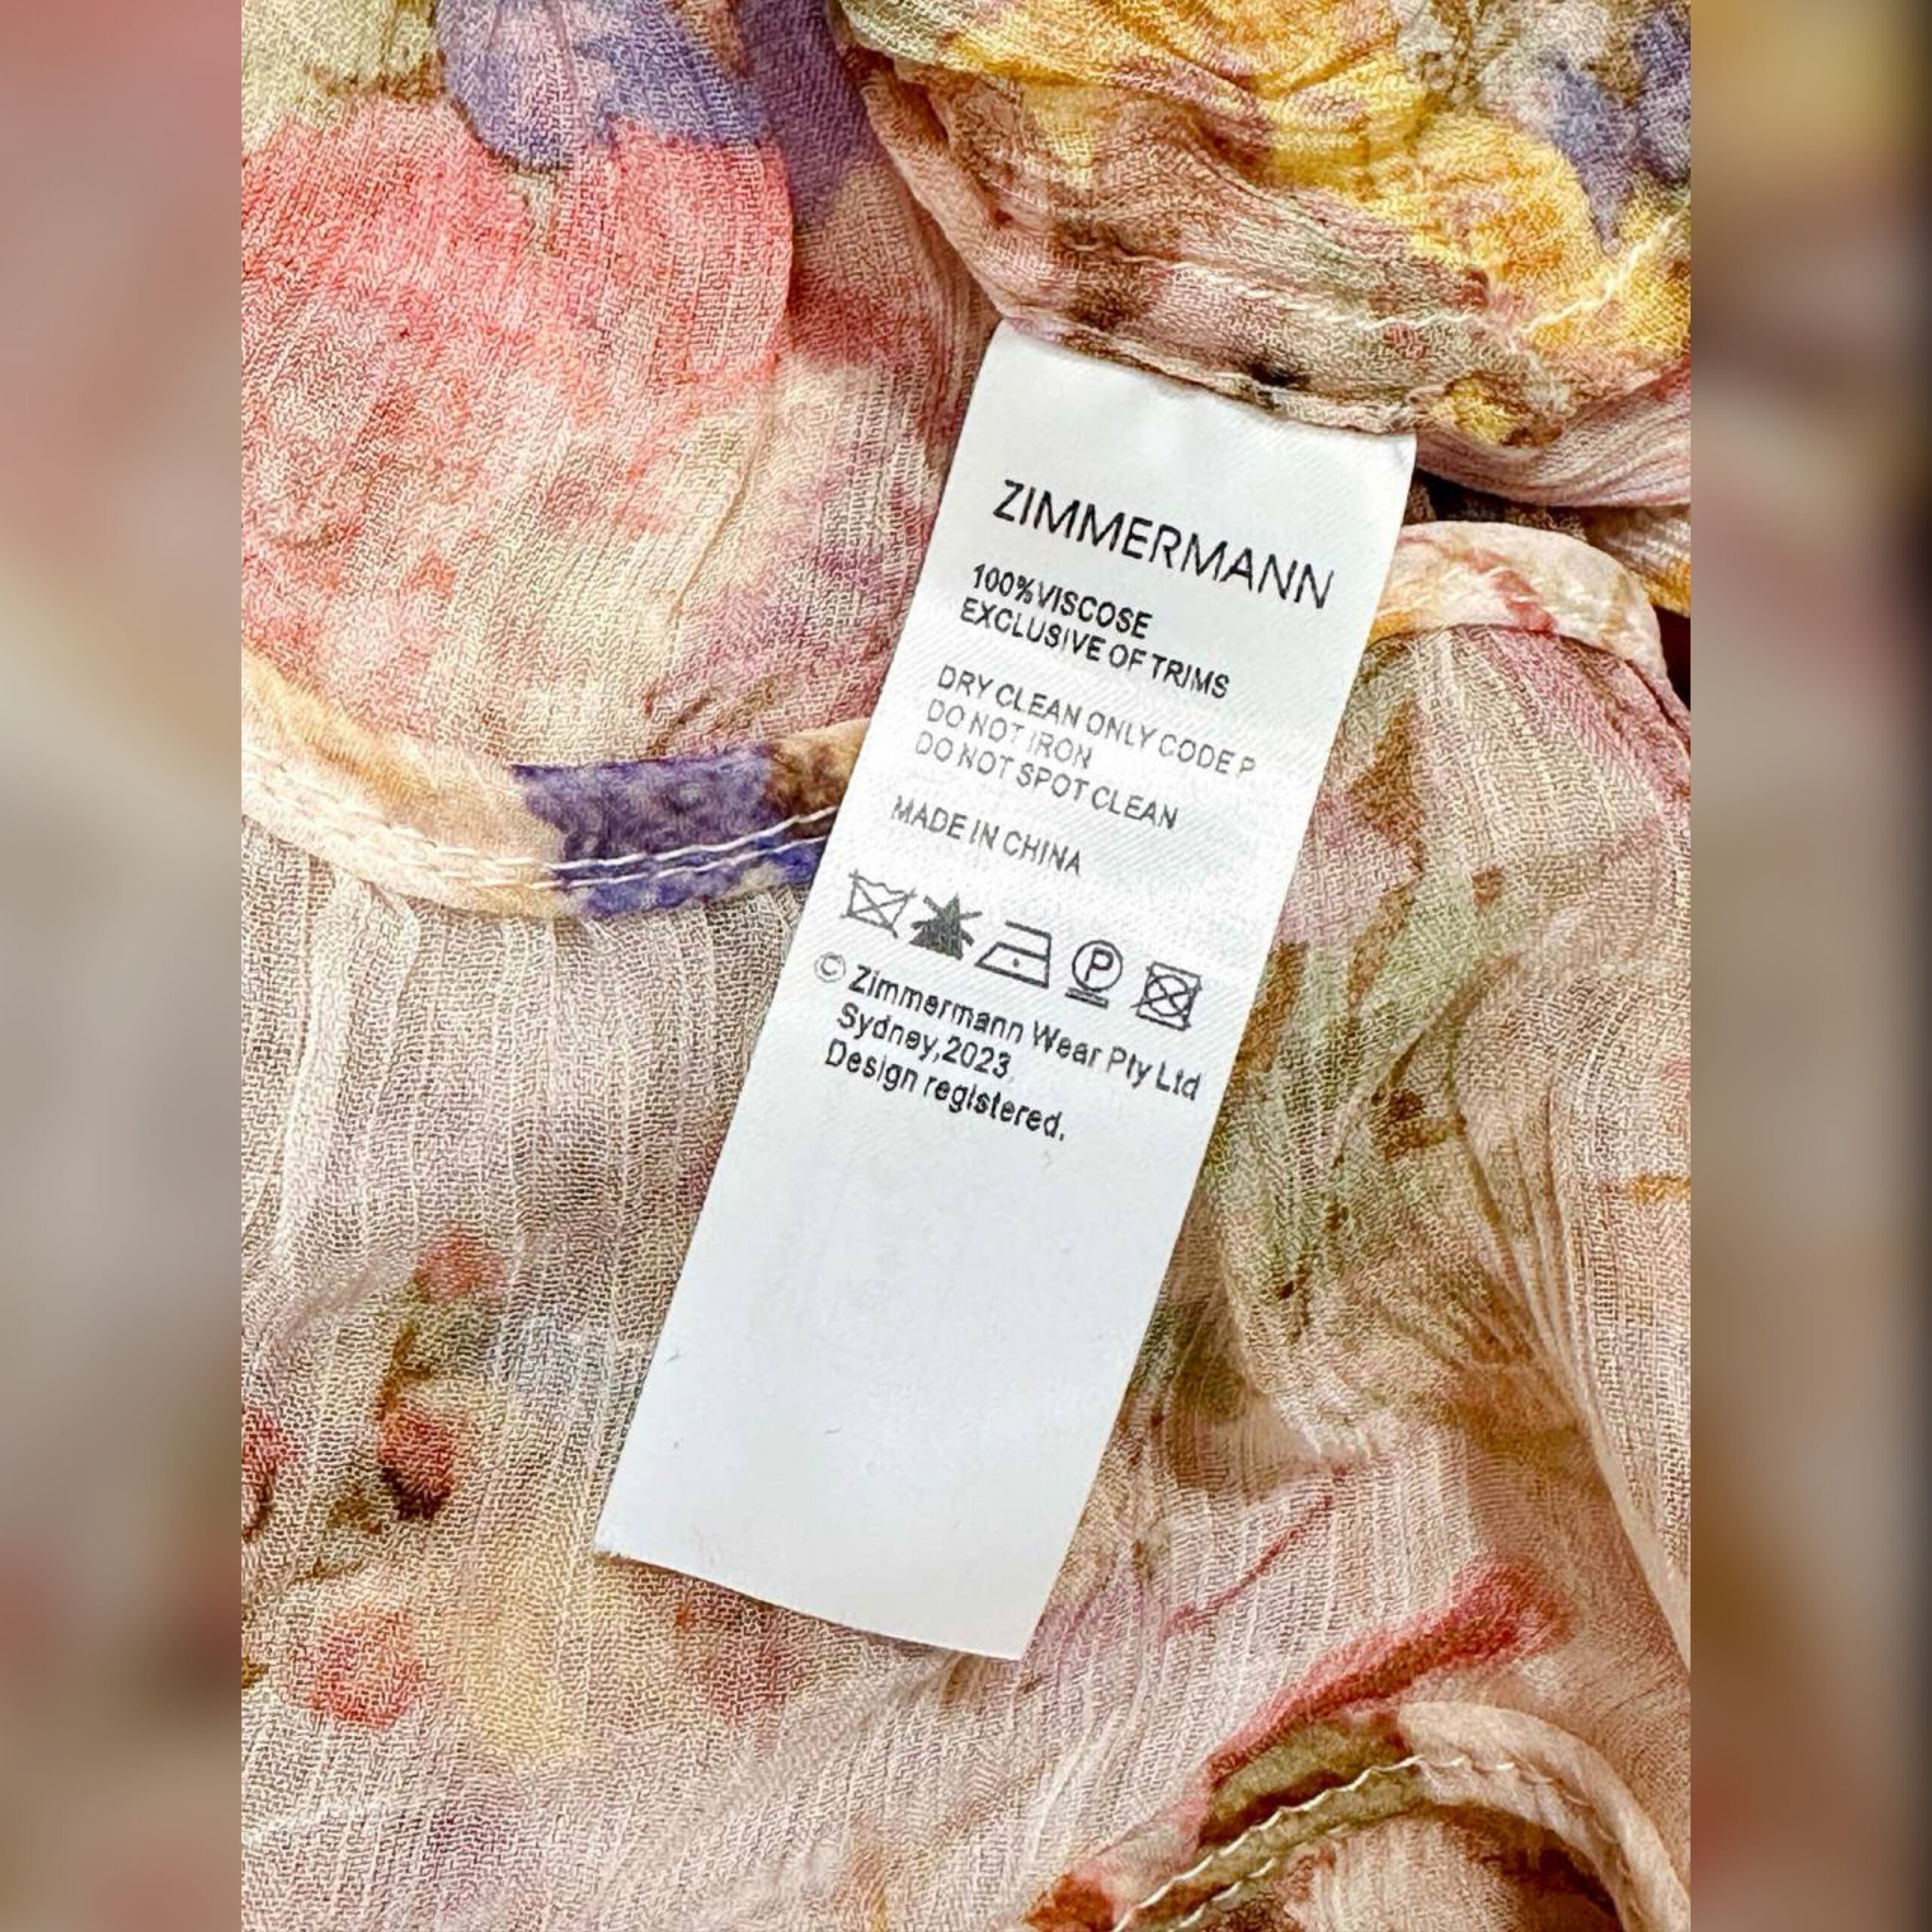 ZIMMERMANN
100%VISCOSE
EXCLUSIVE OF TRIMS
DRY CLEAN ONLY CODE P
DO NOT IRON
DO NOT SPOT CLEAN
MADE IN CHINA
P
© Zimmermann Wear Pty Ltd
Sydney,2023.
Design registered.